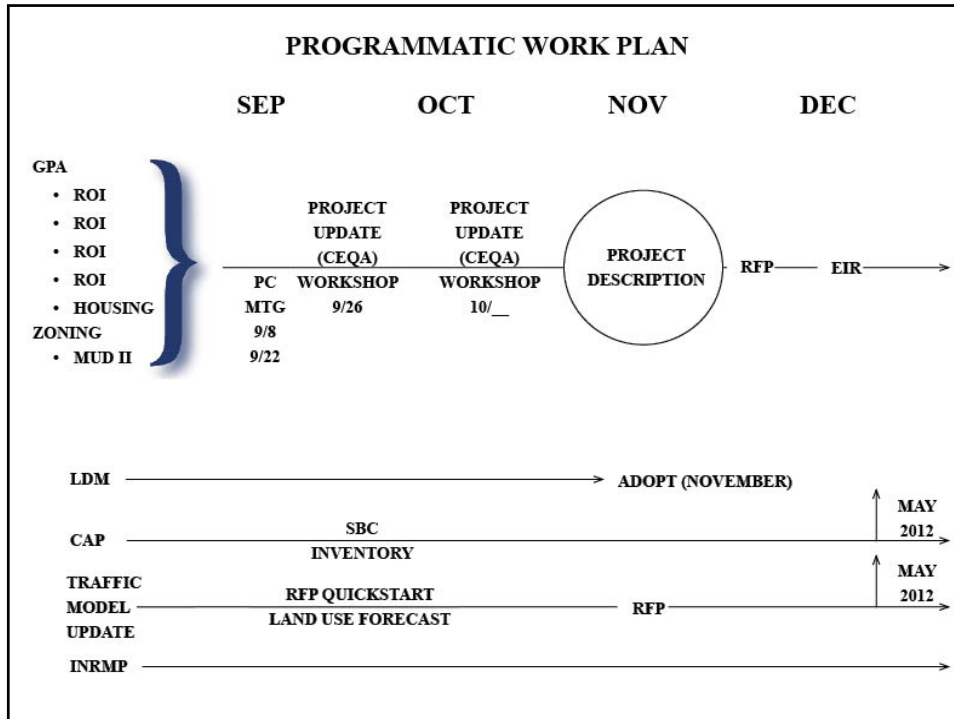 PROGRAMMATIC WORK PLAN
SEP OCT NOV DEC
GPA
• ROI
• ROI
• ROI
• ROI
• HOUSING
ZONING
• MUD II
PROJECT
UPDATE
(CEQA)
WORKSHOP
9/26
PC
MTG
9/8
9/22
PROJECT
UPDATE
(CEQA)
WORKSHOP
10/__
PROJECT
DESCRIPTION
RFP
EIR
LDM
ADOPT (NOVEMBER)
CAP
SBC
INVENTORY
MAY
2012
TRAFFIC
MODEL
UPDATE
RFP QUICKSTART
LAND USE FORECAST
RFP
MAY
2012
INRMP